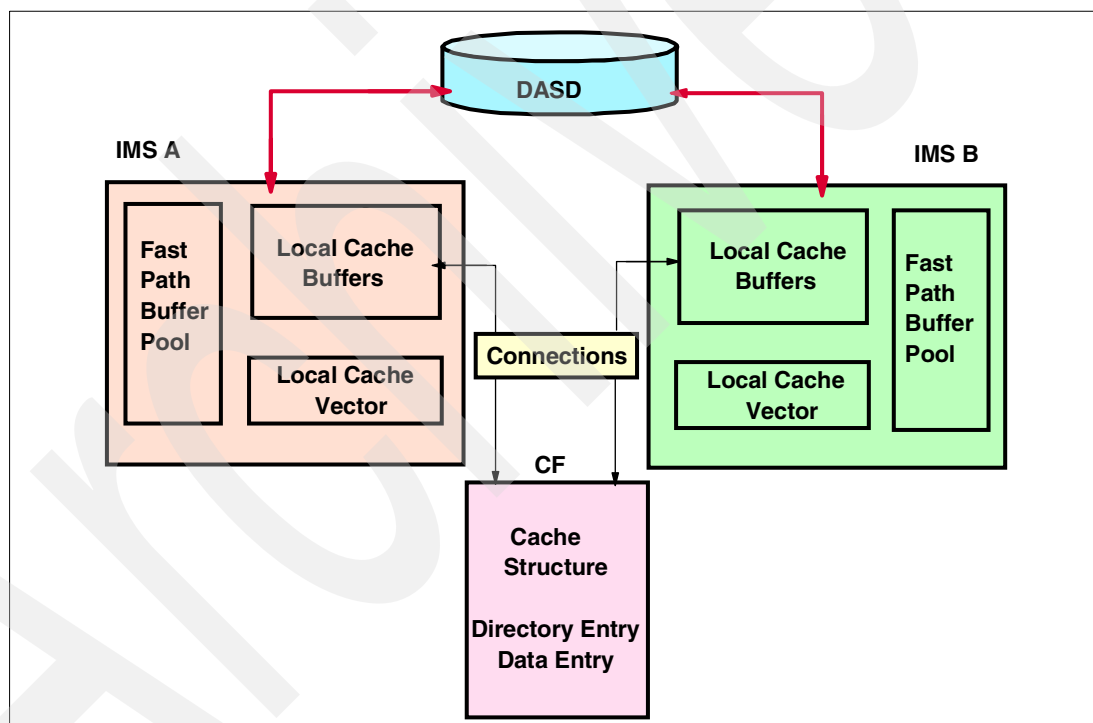 DASD
IMS A
IMS B
Fast
Path
Buffer
Pool
Local Cache
Buffers
Local Cache
Vector
Connections
Local Cache
Buffers
Local Cache
Vector
Fast
Path
Buffer
Pool
CF
Cache
Structure
Directory Entry
Data Entry